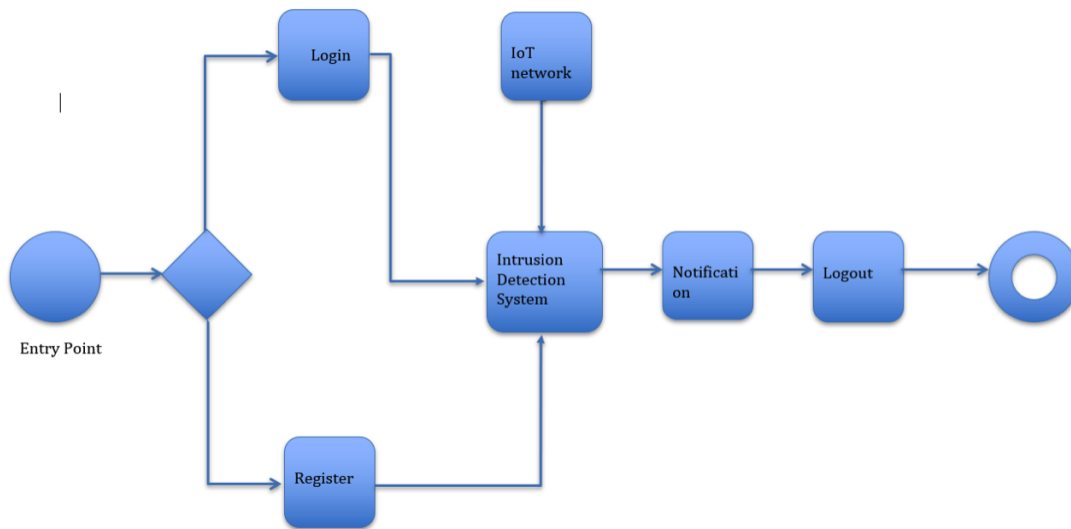 Login
IoT
network
Entry Point
Intrusion
Detection
System
Notificati
on
Logout
Register